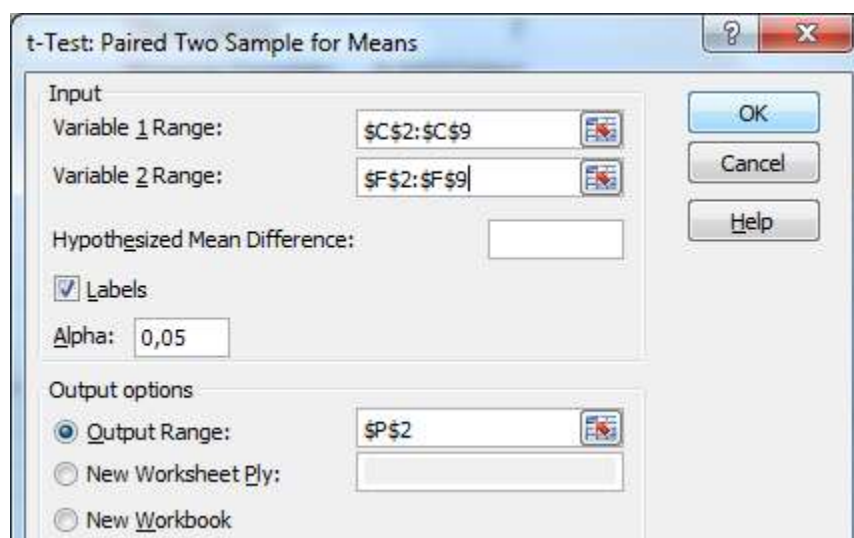 t-Test: Paired Two Sample for Means
Input
Variable 1 Range: $C$2:$C$9
Variable 2 Range: $F$2:$F$9
Hypothesized Mean Difference:
Labels
Alpha: 0,05
OK
Cancel
Help
Output options
Output Range: $P$2
New Worksheet Ply:
New Workbook